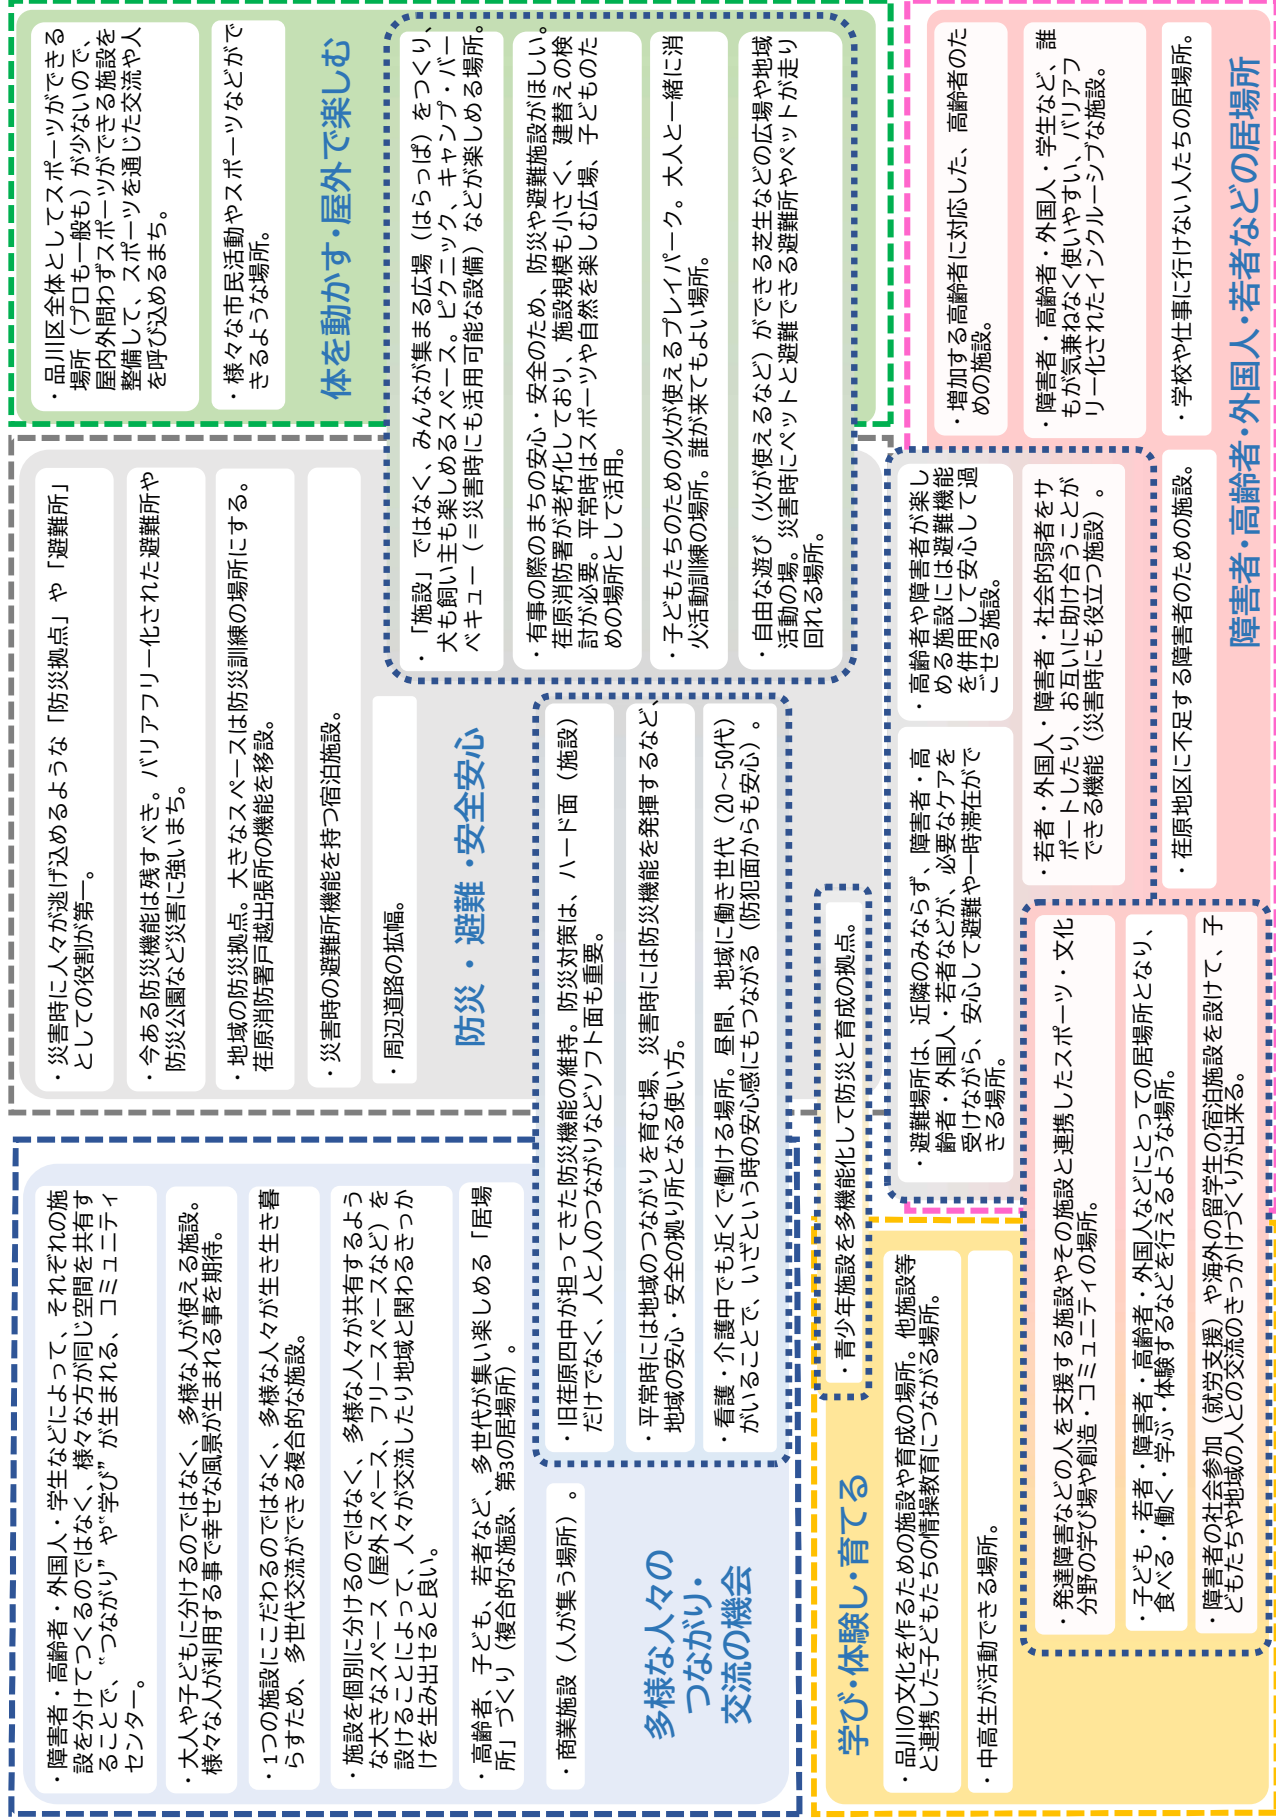 ・障害者・高齢者・外国人・学生などによって、それぞれの施
設を分けてつくるのではなく、様々な方が同じ空間を共有す
ることで、“つながり” や“学び” が生まれる、コミュニティ
センター。
・大人や子どもに分けるのではなく、多様な人が使える施設。
様々な人が利用する事で幸せな風景が生まれる事を期待。
・1つの施設にこだわるのではなく、多様な人々が生き生き暮
らすため、多世代交流ができる複合的な施設。
・施設を個別に分けるのではなく、多様な人々が共有するよう
な大きなスペース（屋外スペース、フリースペースなど）を
設けることによって、人々が交流したり地域と関わるきっか
けを生み出せると良い。
・高齢者、子ども、若者など、多世代が集い楽しめる「居場
所」づくり（複合的な施設、第3の居場所）。
・商業施設（人が集う場所）。
多様な人々の
つながり・
交流の機会
・災害時に人々が逃げ込めるような「防災拠点」や「避難所」
としての役割が第一。
・今ある防災機能は残すべき。バリアフリー化された避難所や
防災公園など災害に強いまち。
・地域の防災拠点。大きなスペースは防災訓練の場所にする。
荏原消防署戸越出張所の機能を移設。
・災害時の避難所機能を持つ宿泊施設。
・周辺道路の拡幅。
防災・避難・安全安心
・旧荏原四中が担ってきた防災機能の維持。防災対策は、ハード面（施設）
だけでなく、人と人のつながりなどソフト面も重要。
・平常時には地域のつながりを育む場、災害時には防災機能を発揮するなど、
地域の安心・安全の拠り所となる使い方。
・看護・介護中でも近くで働ける場所。昼間、地域に働き世代（20～50代）
がいることで、いざという時の安心感にもつながる（防犯面からも安心）。
・品川区全体としてスポーツができる
場所（プロも一般も）が少ないので、
屋内外問わずスポーツができる施設を
整備して、スポーツを通じた交流や人
を呼び込めるまち。
・様々な市民活動やスポーツなどがで
きるような場所。
体を動かす・屋外で楽しむ
・「施設」ではなく、みんなが集まる広場（はらっぱ）をつくり、
犬も飼い主も楽しめるスペース。ピクニック、キャンプ・バー
ベキュー（＝災害時にも活用可能な設備）などが楽しめる場所。
・有事の際のまちの安心・安全のため、防災や避難施設がほしい。
荏原消防署が老朽化しており、施設規模も小さく、建替えの検
討が必要。平常時はスポーツや自然を楽しむ広場、子どものた
めの場所として活用。
・子どもたちのための火が使えるプレイパーク。大人と一緒に消
火活動訓練の場所。誰が来てもよい場所。
・自由な遊び（火が使えるなど）ができる芝生などの広場や地域
活動の場。災害時にペットと避難できる避難所やペットが走り
回れる場所。
・青少年施設を多機能化して防災と育成の拠点。
学び・体験し・育てる
・品川の文化を作るための施設や育成の場所。他施設等
と連携した子どもたちの情操教育につながる場所。
・中高生が活動できる場所。
・避難場所は、近隣のみならず、障害者・高
齢者・外国人・若者などが、必要なケアを
受けながら、安心して避難や一時滞在がで
きる場所。
・高齢者や障害者が楽し
める施設には避難機能
を併用して安心して過
ごせる施設。
・若者・外国人・障害者・社会的弱者をサ
ポートしたり、お互いに助け合うことが
できる機能（災害時にも役立つ施設）。
・発達障害などの人を支援する施設やその施設と連携したスポーツ・文化
分野の学び場や創造・コミュニティの場所。
・子ども・若者・障害者・高齢者・外国人などにとっての居場所となり、
食べる・働く・学ぶ・体験するなどを行えるような場所。
・障害者の社会参加（就労支援）や海外の留学生の宿泊施設を設けて、子
どもたちや地域の人との交流のきっかけづくりが出来る。
・増加する高齢者に対応した、高齢者のた
めの施設。
・障害者・高齢者・外国人・学生など、誰
もが気兼ねなく使いやすい、バリアフ
リー化されたインクルーシブな施設。
・学校や仕事に行けない人たちの居場所。
・荏原地区に不足する障害者のための施設。
障害者・高齢者・外国人・若者などの居場所